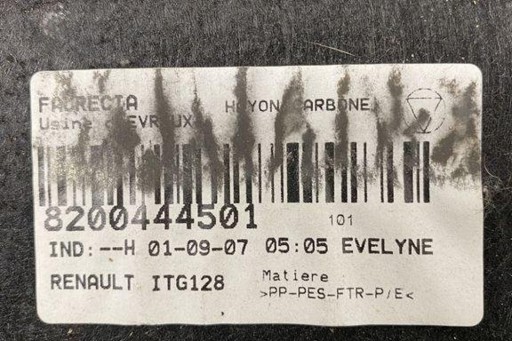 FAURECIA HAYON CARBONE
Usine d'EVREUX
8200444501 101
IND:--H 01-09-07 05:05 EVELYNE
RENAULT ITG128 Matiere
>PP-PES-FTR-P/E<